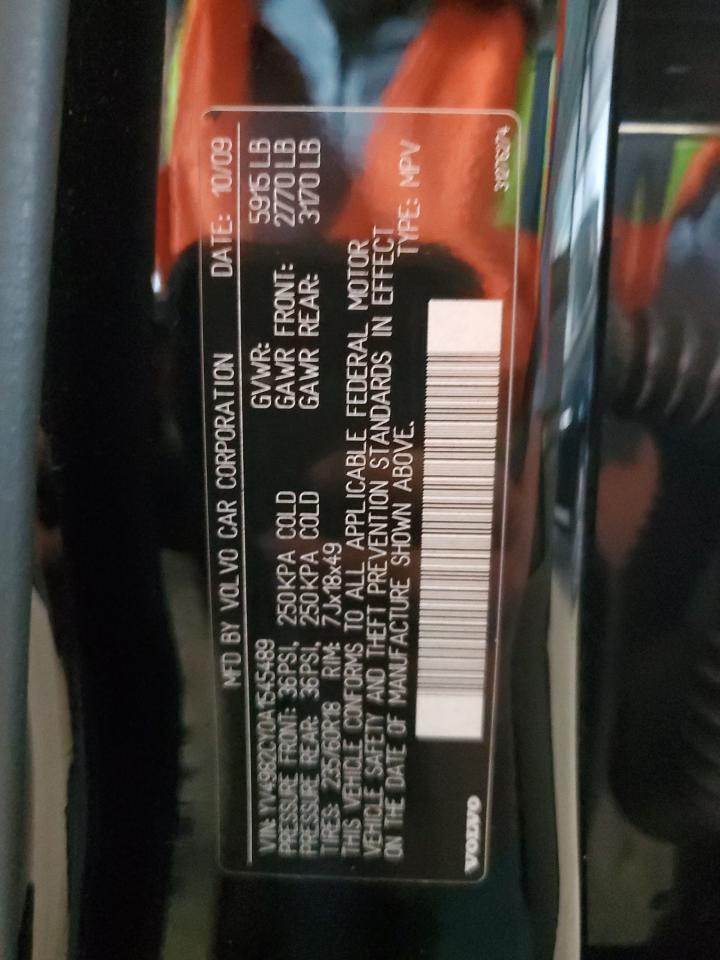 MFD BY VOLVO CAR CORPORATION DATE: 10/09
VIN: YV4982CY0A1545489 GVWR: 5915 LB
PRESSURE FRONT: 36PSI, 250KPA COLD GAWR FRONT: 2770 LB
PRESSURE REAR: 36PSI, 250KPA COLD GAWR REAR: 3170 LB
TIRES: 235/60R18 RIM: 7Jx18x49
THIS VEHICLE CONFORMS TO ALL APPLICABLE FEDERAL MOTOR
VEHICLE SAFETY AND THEFT PREVENTION STANDARDS IN EFFECT
ON THE DATE OF MANUFACTURE SHOWN ABOVE. TYPE: MPV
VOLVO 31276274